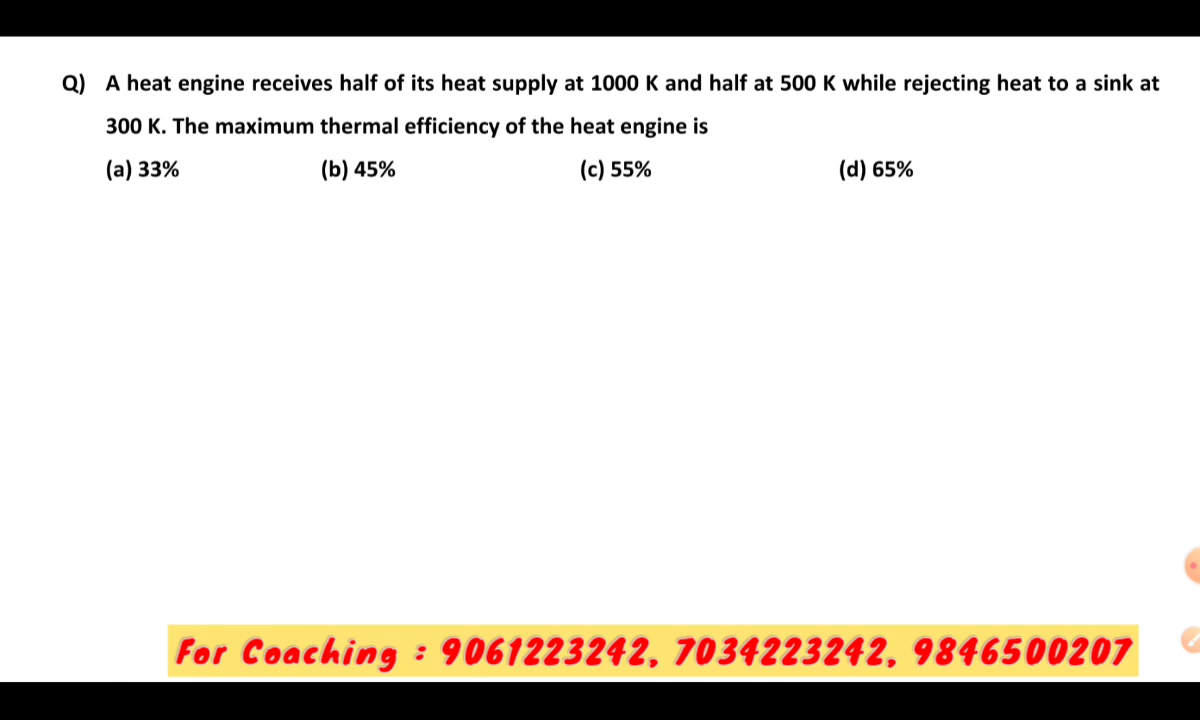 Q) A heat engine receives half of its heat supply at 1000 K and half at 500 K while rejecting heat to a sink at
300 K. The maximum thermal efficiency of the heat engine is
(a) 33% (b) 45% (c) 55% (d) 65%
For Coaching : 9061223242, 7034223242, 9846500207